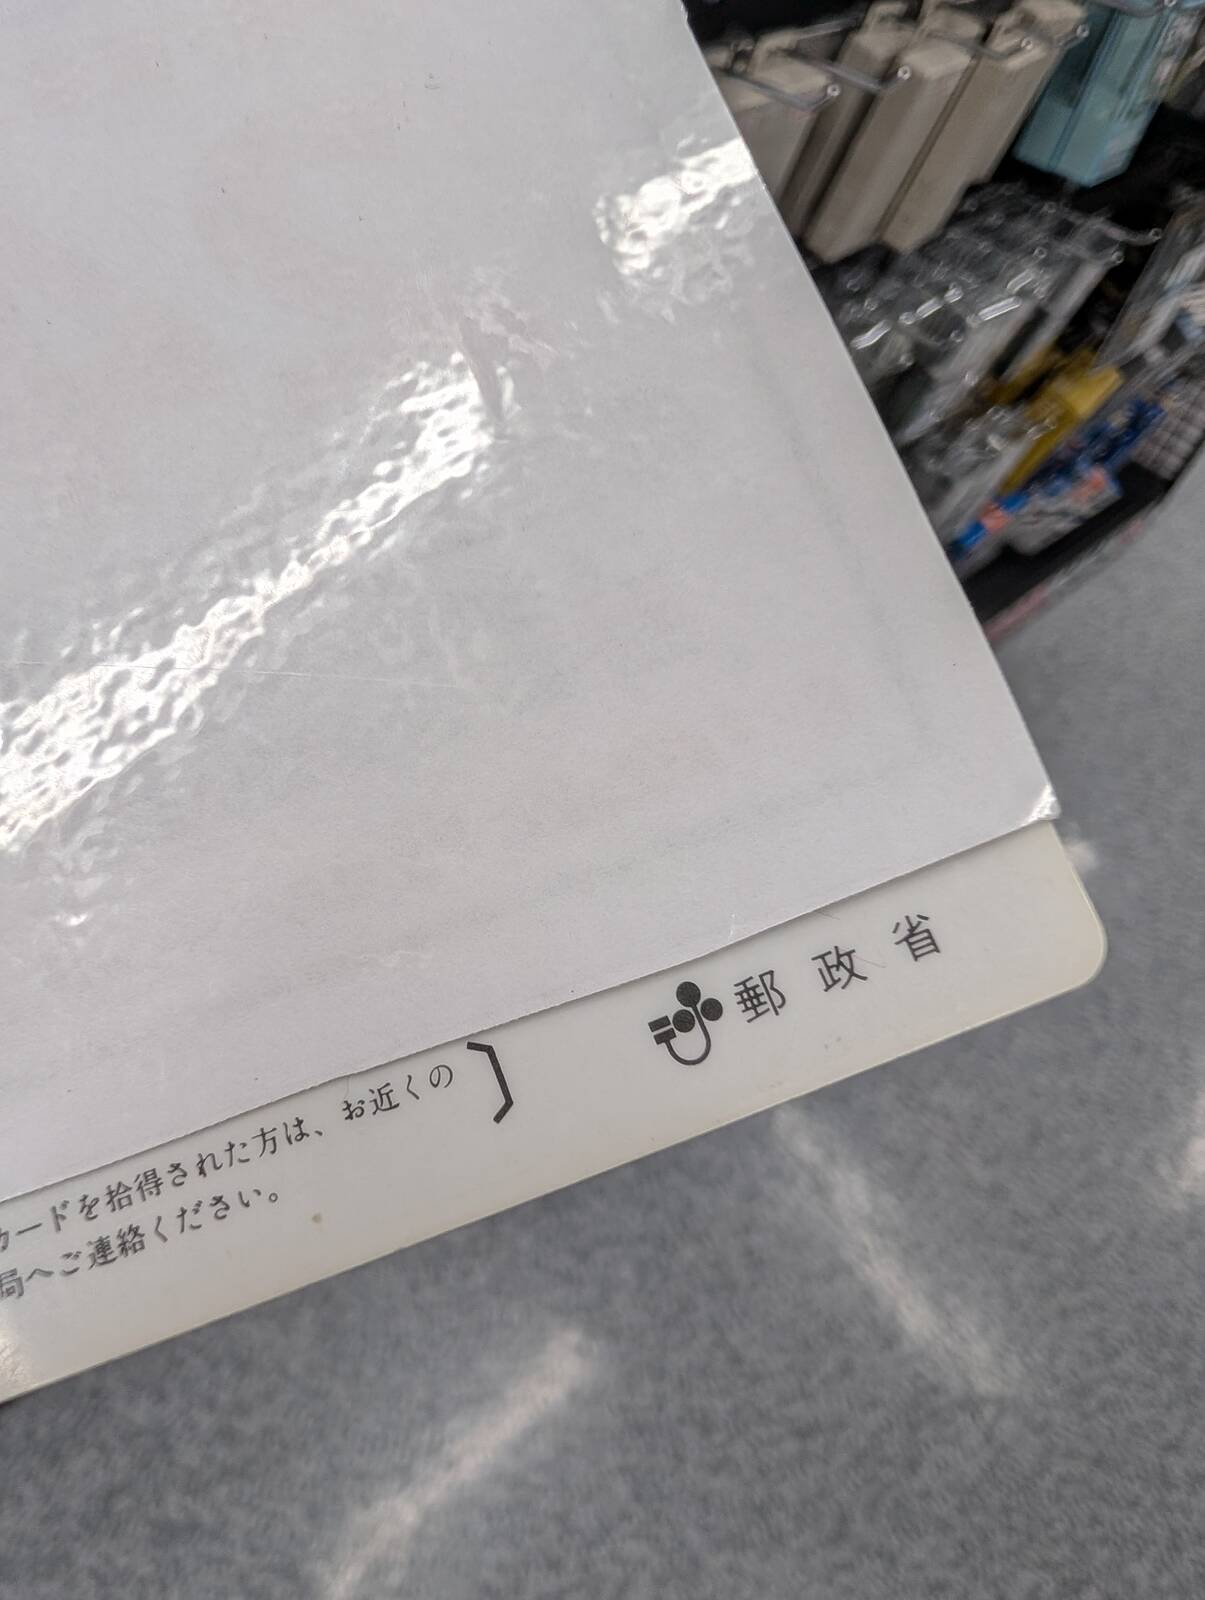 郵政省
カードを拾得された方は、お近くの
局へご連絡ください。